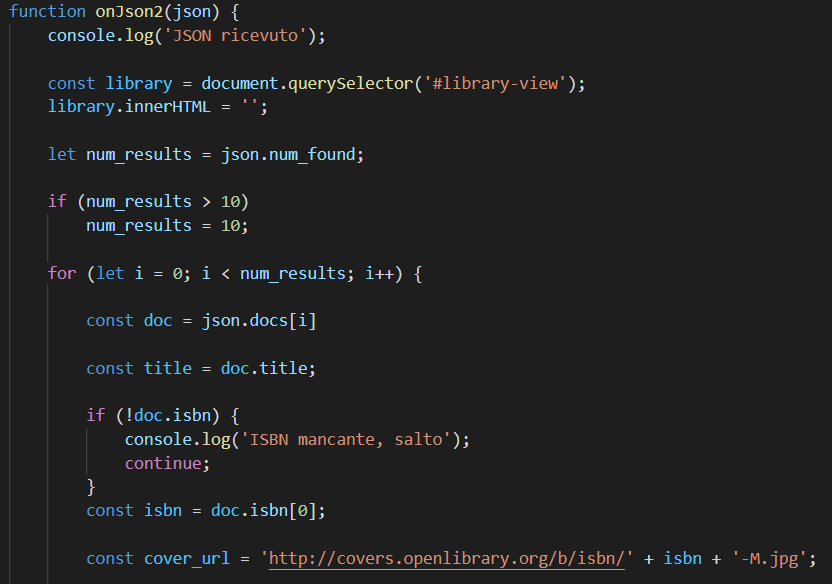 function onJson2(json) {
console.log('JSON ricevuto');
const library = document.querySelector('#library-view');
library.innerHTML = '';
let num_results = json.num_found;
if (num_results > 10)
num_results = 10;
for (let i = 0; i < num_results; i++) {
const doc = json.docs[i]
const title = doc.title;
if (!doc.isbn) {
console.log('ISBN mancante, salto');
continue;
}
const isbn = doc.isbn[0];
const cover_url = 'http://covers.openlibrary.org/b/isbn/' + isbn + '-M.jpg';